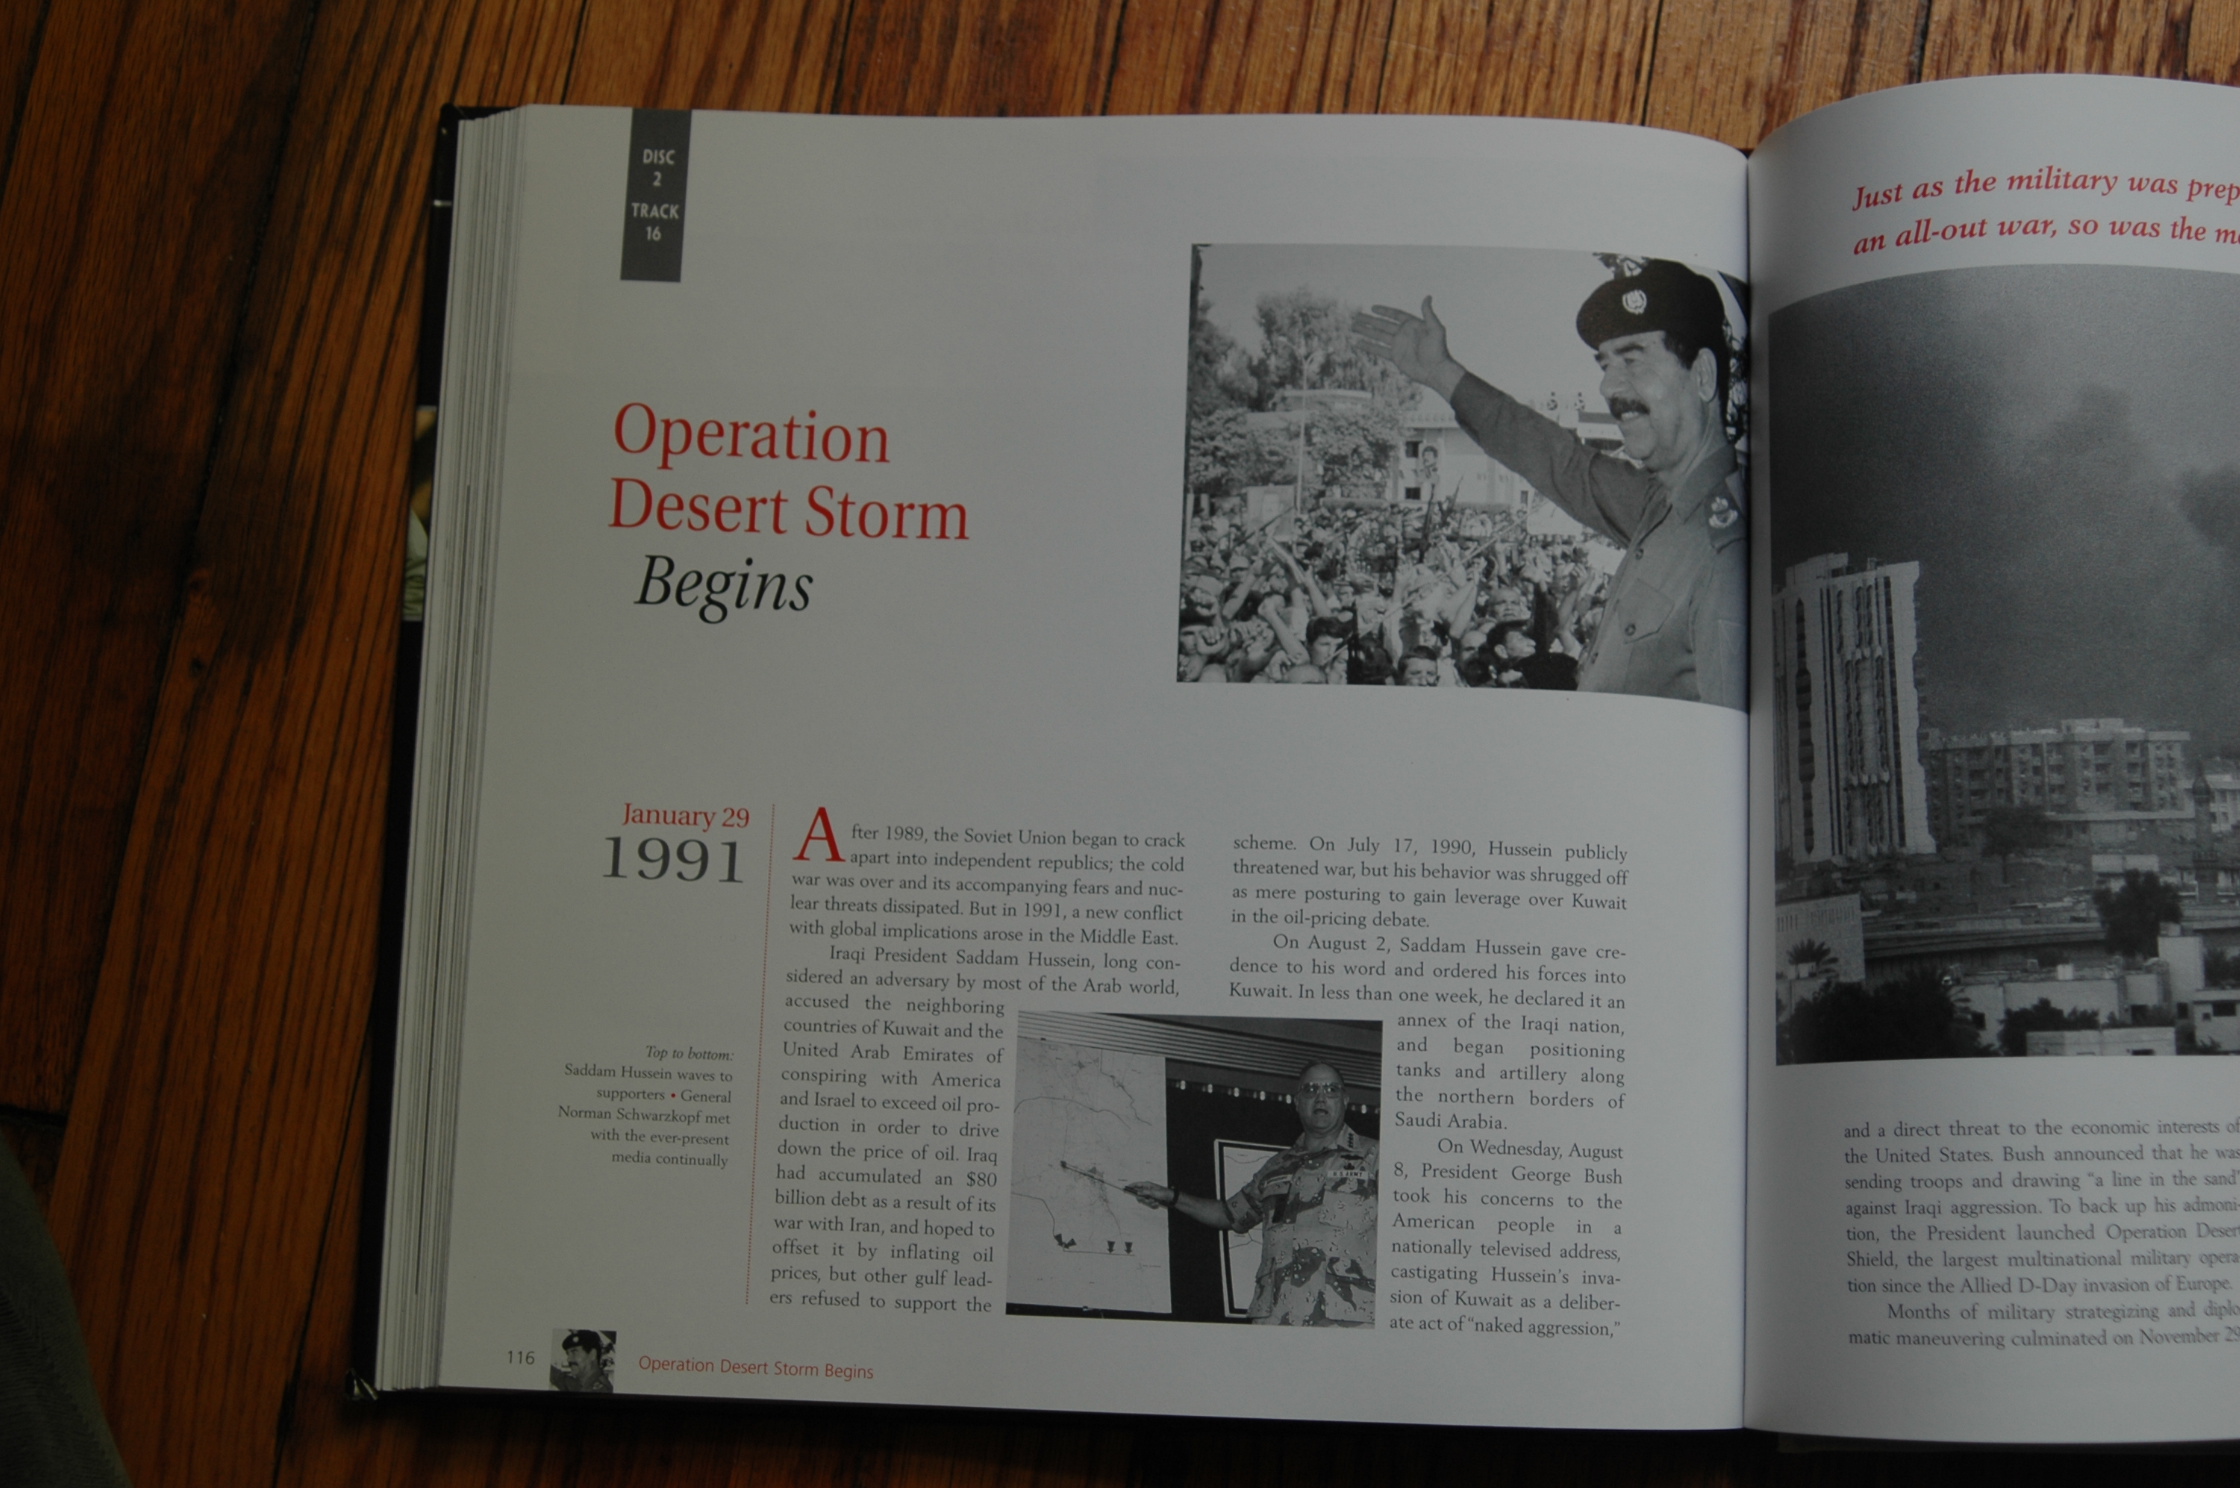 DISC
2
TRACK
16
Operation
Desert Storm
Begins
January 29
1991
Top to bottom:
Saddam Hussein waves to
supporters • General
Norman Schwarzkopf met
with the ever-present
media continually
After 1989, the Soviet Union began to crack
apart into independent republics; the cold
war was over and its accompanying fears and nuc-
lear threats dissipated. But in 1991, a new conflict
with global implications arose in the Middle East.
Iraqi President Saddam Hussein, long con-
sidered an adversary by most of the Arab world,
accused the neighboring
countries of Kuwait and the
United Arab Emirates of
conspiring with America
and Israel to exceed oil pro-
duction in order to drive
down the price of oil. Iraq
had accumulated an $80
billion debt as a result of its
war with Iran, and hoped to
offset it by inflating oil
prices, but other gulf lead-
ers refused to support the
scheme. On July 17, 1990, Hussein publicly
threatened war, but his behavior was shrugged off
as mere posturing to gain leverage over Kuwait
in the oil-pricing debate.
On August 2, Saddam Hussein gave cre-
dence to his word and ordered his forces into
Kuwait. In less than one week, he declared it an
annex of the Iraqi nation,
and began positioning
tanks and artillery along
the northern borders of
Saudi Arabia.
On Wednesday, August
8, President George Bush
took his concerns to the
American people in a
nationally televised address,
castigating Hussein's inva-
sion of Kuwait as a deliber-
ate act of "naked aggression,"
116
Operation Desert Storm Begins
Just as the military was prep
an all-out war, so was the m
and a direct threat to the economic interests of
the United States. Bush announced that he was
sending troops and drawing "a line in the sand"
against Iraqi aggression. To back up his admoni-
tion, the President launched Operation Desert
Shield, the largest multinational military opera
tion since the Allied D-Day invasion of Europe.
Months of military strategizing and diplo
matic maneuvering culminated on November 29